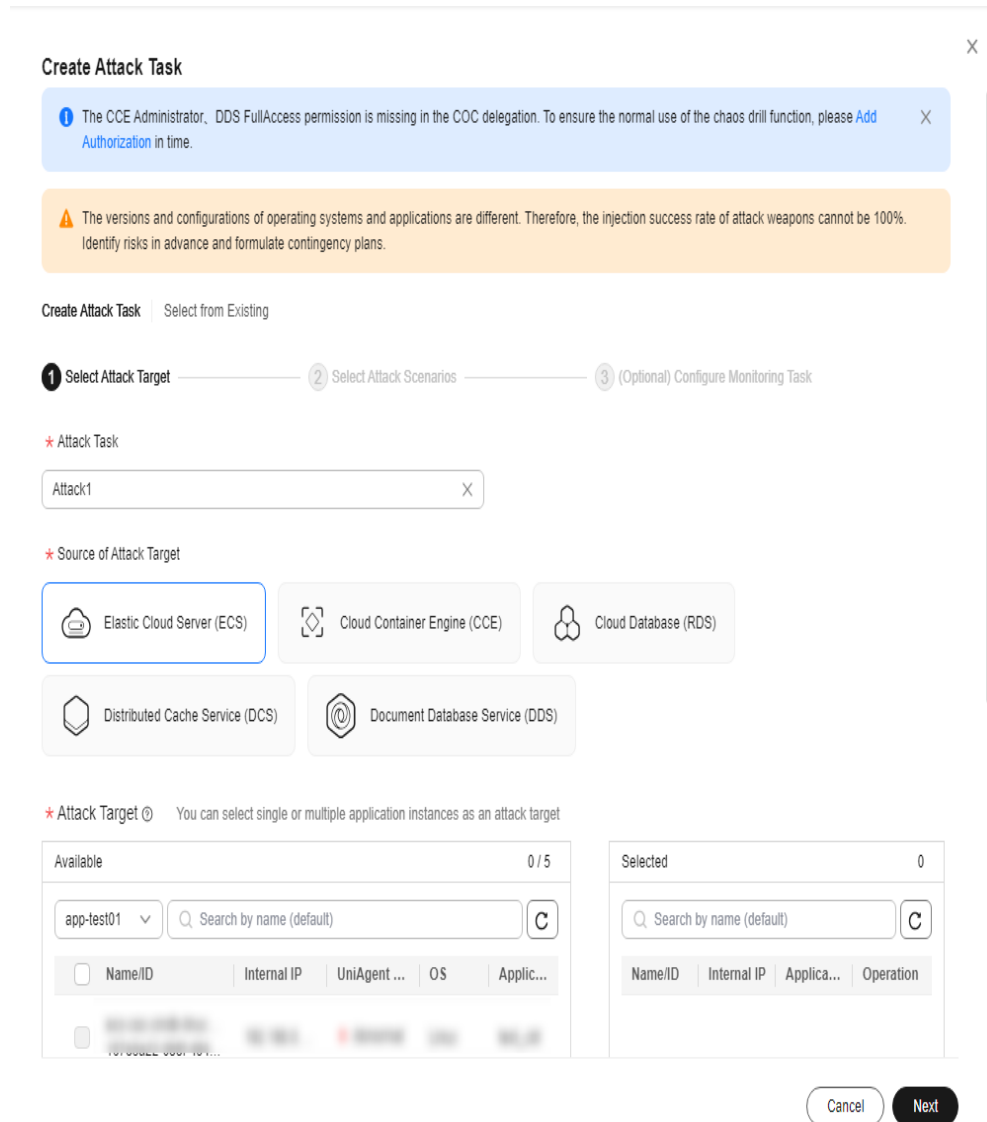 Create Attack Task
The CCE Administrator、DDS FullAccess permission is missing in the COC delegation. To ensure the normal use of the chaos drill function, please Add
Authorization in time.
The versions and configurations of operating systems and applications are different. Therefore, the injection success rate of attack weapons cannot be 100%.
Identify risks in advance and formulate contingency plans.
Create Attack Task Select from Existing
1 Select Attack Target 2 Select Attack Scenarios 3 (Optional) Configure Monitoring Task
* Attack Task
Attack1
* Source of Attack Target
Elastic Cloud Server (ECS) Cloud Container Engine (CCE) Cloud Database (RDS)
Distributed Cache Service (DCS) Document Database Service (DDS)
* Attack Target You can select single or multiple application instances as an attack target
Available 0 / 5 Selected 0
app-test01 Search by name (default) Search by name (default)
Name/ID Internal IP UniAgent ... OS Applic... Name/ID Internal IP Applica... Operation
Cancel Next